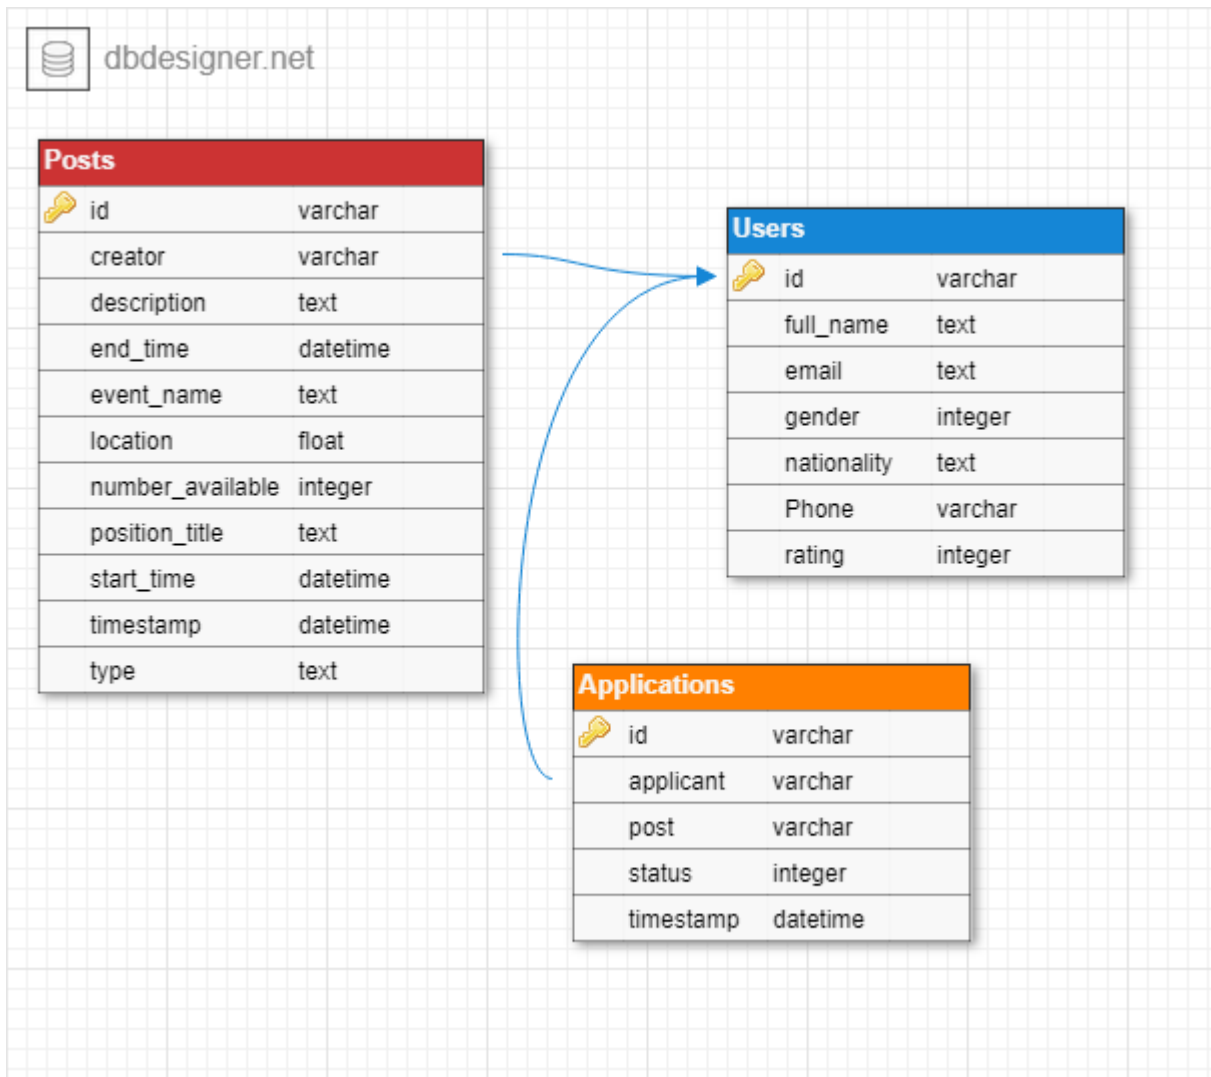 dbdesigner.net
Posts
id varchar
creator varchar
description text
end_time datetime
event_name text
location float
number_available integer
position_title text
start_time datetime
timestamp datetime
type text
Users
id varchar
full_name text
email text
gender integer
nationality text
Phone varchar
rating integer
Applications
id varchar
applicant varchar
post varchar
status integer
timestamp datetime